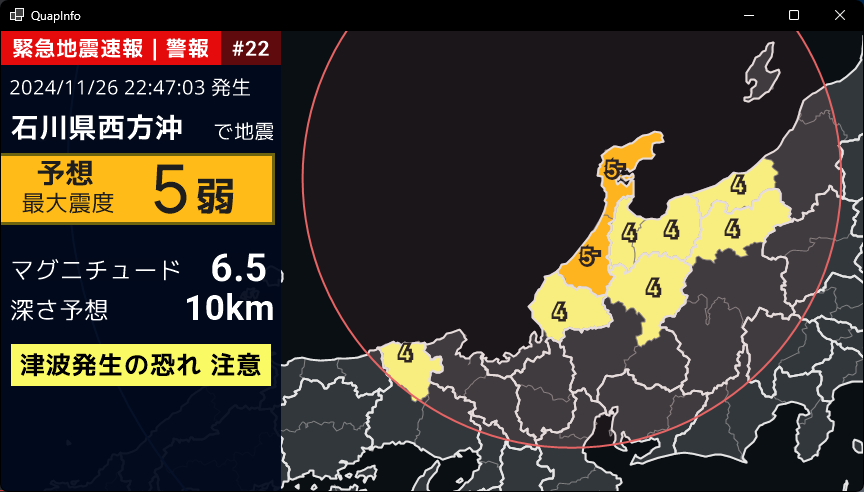 QuapInfo
緊急地震速報 | 警報 #22
2024/11/26 22:47:03 発生
石川県西方沖 で地震
予想
最大震度
5弱
マグニチュード 6.5
深さ予想 10km
津波発生の恐れ 注意
5-
4
4
4
4
5-
4
4
4